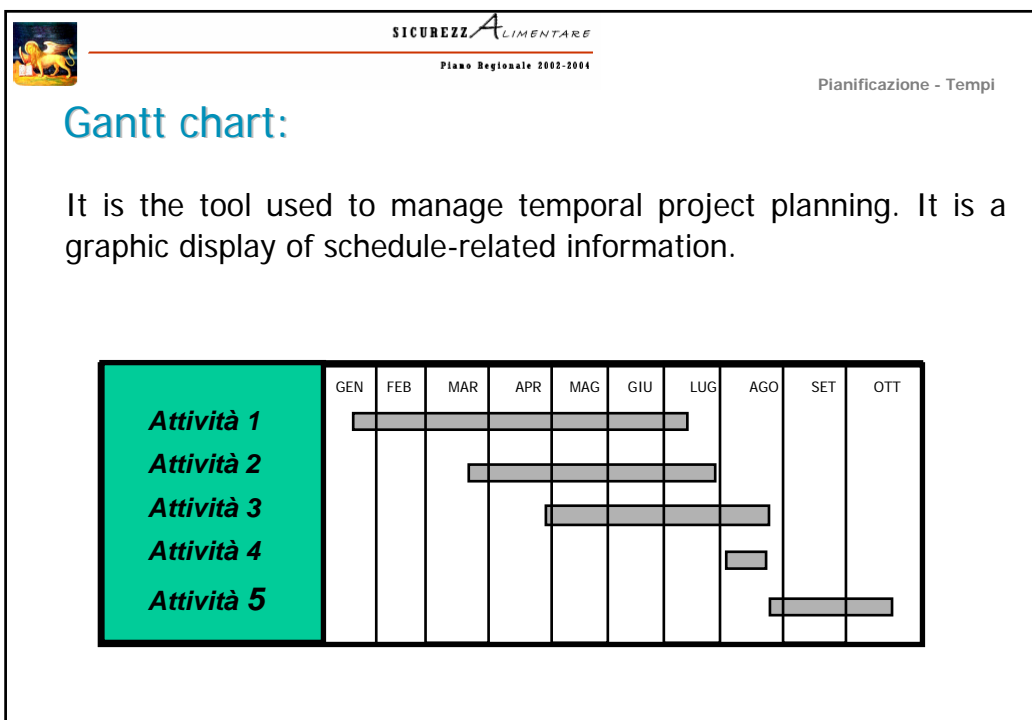 SICUREZZALIMENTARE
Piano Regionale 2002-2004
Pianificazione - Tempi
Gantt chart:
It is the tool used to manage temporal project planning. It is a
graphic display of schedule-related information.
GEN FEB MAR APR MAG GIU LUG AGO SET OTT
Attività 1
Attività 2
Attività 3
Attività 4
Attività 5